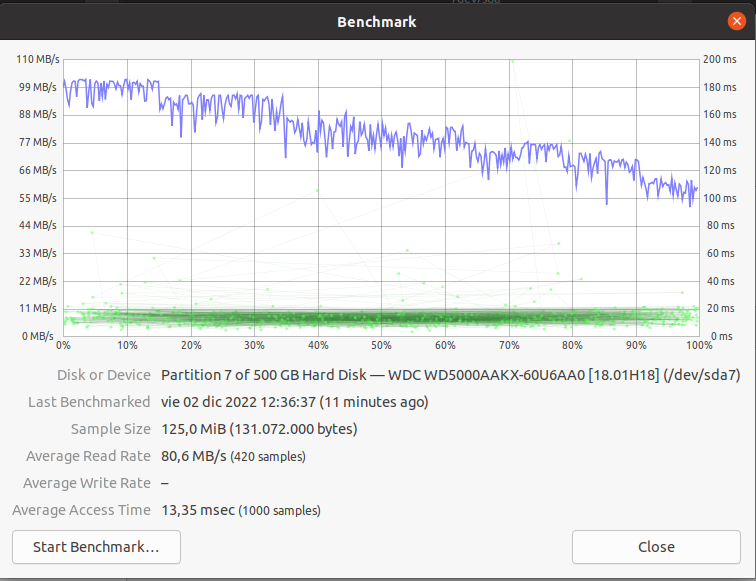 Benchmark
110 MB/s 200 ms
99 MB/s 180 ms
88 MB/s 160 ms
77 MB/s 140 ms
66 MB/s 120 ms
55 MB/s 100 ms
44 MB/s 80 ms
33 MB/s 60 ms
22 MB/s 40 ms
11 MB/s 20 ms
0 MB/s 0 ms
0% 10% 20% 30% 40% 50% 60% 70% 80% 90% 100%
Disk or Device Partition 7 of 500 GB Hard Disk — WDC WD5000AAKX-60U6AA0 [18.01H18] (/dev/sda7)
Last Benchmarked vie 02 dic 2022 12:36:37 (11 minutes ago)
Sample Size 125,0 MiB (131.072.000 bytes)
Average Read Rate 80,6 MB/s (420 samples)
Average Write Rate –
Average Access Time 13,35 msec (1000 samples)
Start Benchmark… Close